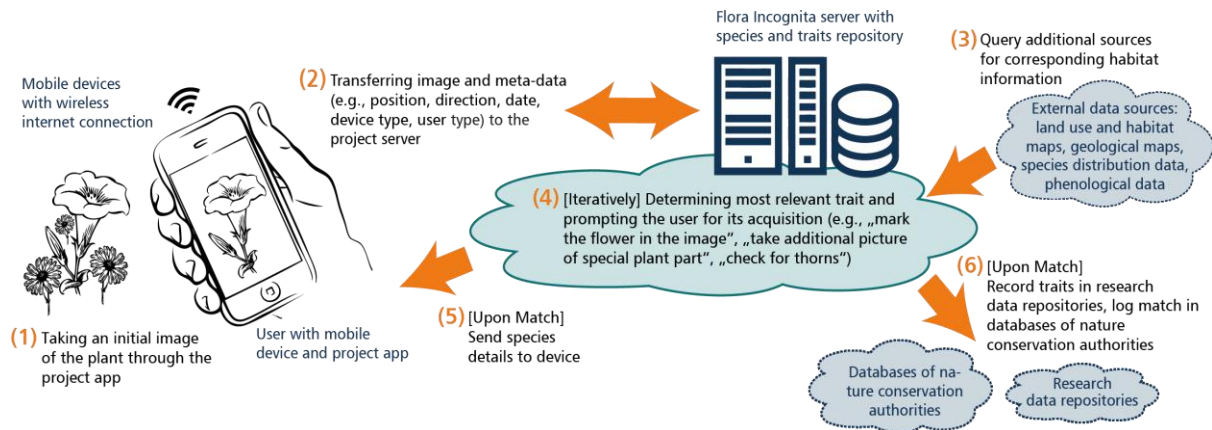 Flora Incognita server with
species and traits repository
(3) Query additional sources
for corresponding habitat
information
Mobile devices
with wireless
internet connection
(2) Transferring image and meta-data
(e.g., position, direction, date,
device type, user type) to the
project server
External data sources:
land use and habitat
maps, geological maps,
species distribution data,
phenological data
(4) [Iteratively] Determining most relevant trait and
prompting the user for its acquisition (e.g., „mark
the flower in the image”, „take additional picture
of special plant part”, „check for thorns”)
(1) Taking an initial image
of the plant through the
project app
User with mobile
device and project app
(5) [Upon Match]
Send species
details to device
(6) [Upon Match]
Record traits in research
data repositories, log match in
databases of nature
conservation authorities
Databases of na-
ture conservation
authorities
Research
data repositories